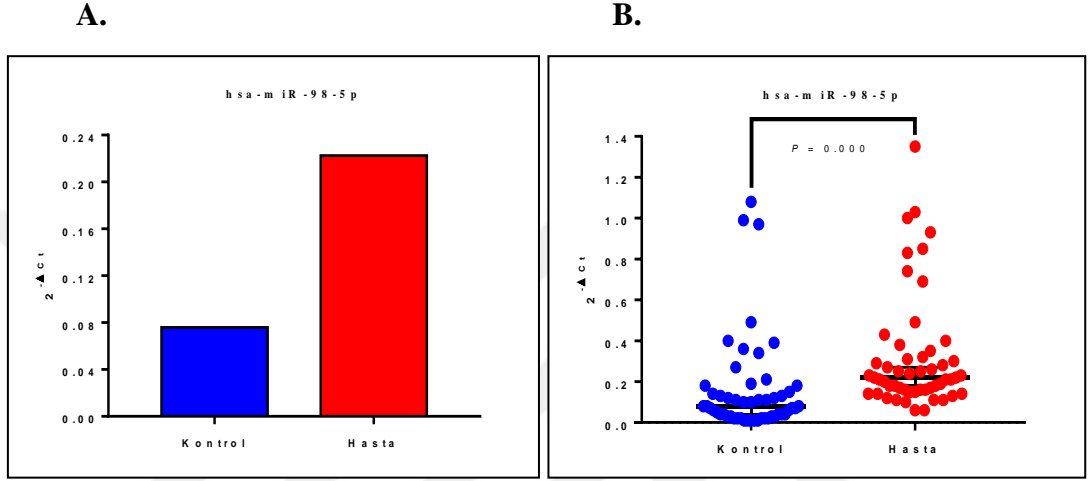 A.
B.
hsa-miR-98-5p
0.24
0.20
0.16
0.12
0.08
0.04
0.00
2^-▲Ct
Kontrol
Hasta
hsa-miR-98-5p
P = 0.000
1.4
1.2
1.0
0.8
0.6
0.4
0.2
0.0
2^-▲Ct
Kontrol
Hasta